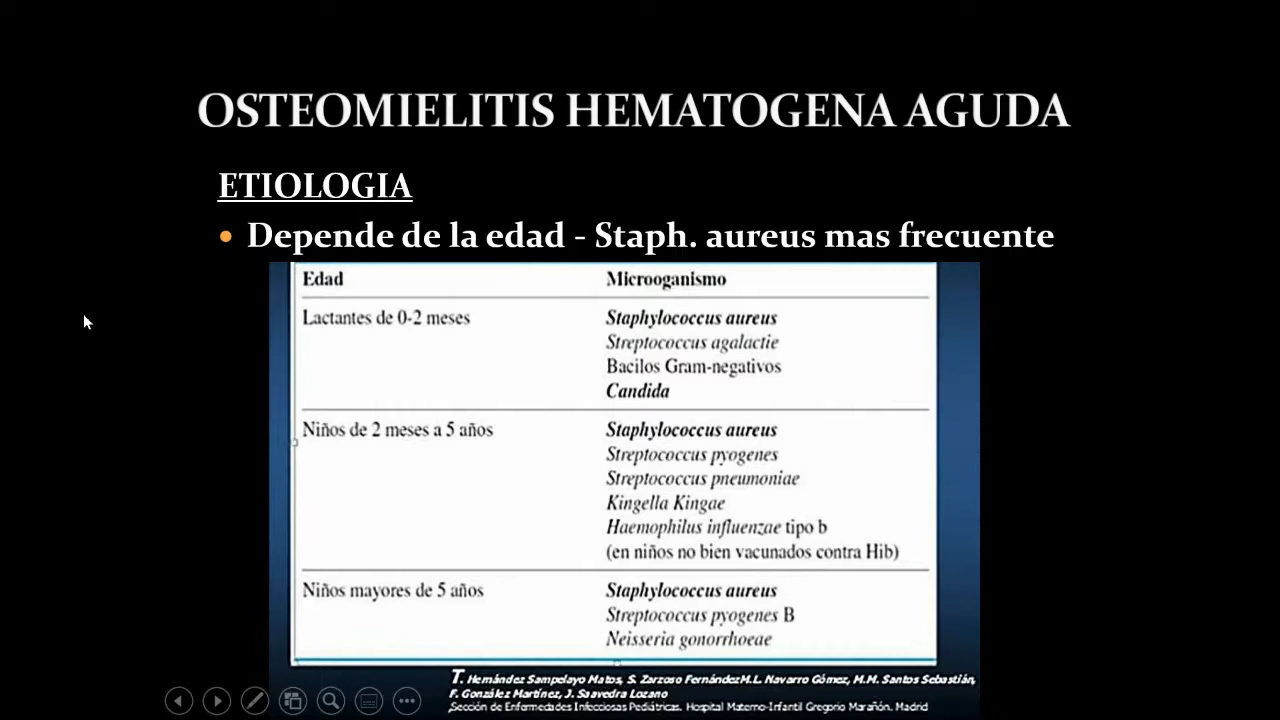 OSTEOMIELITIS HEMATOGENA AGUDA
ETIOLOGIA
• Depende de la edad - Staph. aureus mas frecuente
Edad Microoganismo
Lactantes de 0-2 meses Staphylococcus aureus
Streptococcus agalactie
Bacilos Gram-negativos
Candida
Niños de 2 meses a 5 años Staphylococcus aureus
Streptococcus pyogenes
Streptococcus pneumoniae
Kingella Kingae
Haemophilus influenzae tipo b
(en niños no bien vacunados contra Hib)
Niños mayores de 5 años Staphylococcus aureus
Streptococcus pyogenes B
Neisseria gonorrhoeae
T. Hernández Sampelayo Matos, S. Zarzoso Fernández M.L. Navarro Gómez, M.M. Santos Sebastián,
F. González Martínez, J. Saavedra Lozano
Sección de Enfermedades Infecciosas Pediátricas. Hospital Materno-Infantil Gregorio Marañón. Madrid